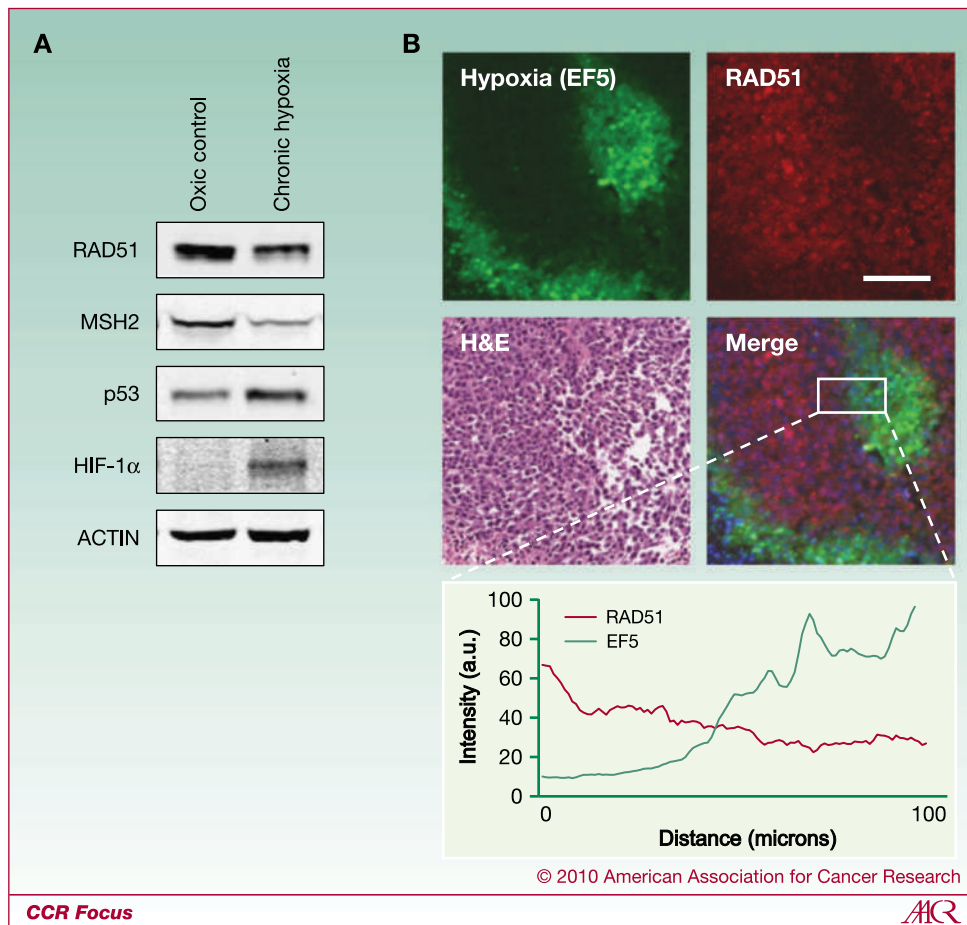 A
Oxic control
Chronic hypoxia
RAD51
MSH2
p53
HIF-1α
ACTIN
B
Hypoxia (EF5)
RAD51
H&E
Merge
100
80
60
40
20
0
Intensity (a.u.)
RAD51
EF5
0
100
Distance (microns)
© 2010 American Association for Cancer Research
CCR Focus
AACR